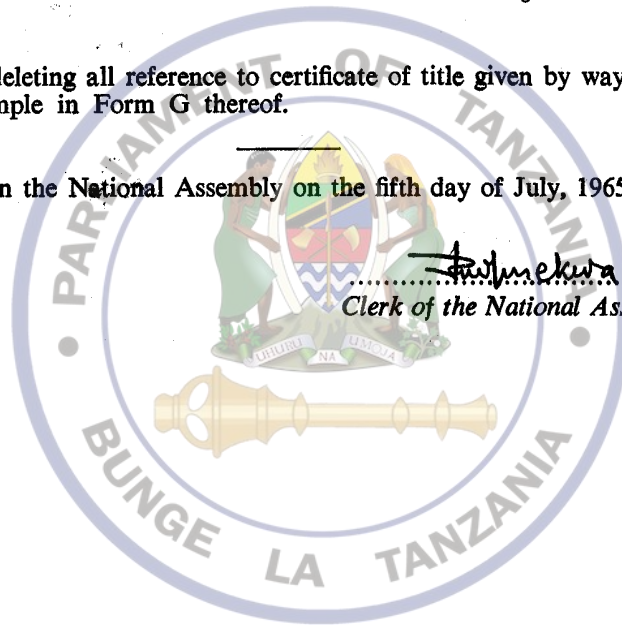 deleting all reference to certificate of title given by way
mple in Form G thereof.
n the National Assembly on the fifth day of July, 1965
Clerk of the National As
PARLIAMENT OF TANZANIA
UHURU NA UMOJA
BUNGE LA TANZANIA